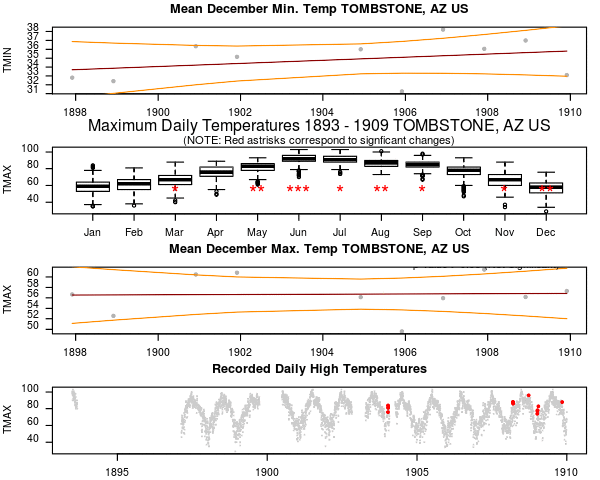 Mean December Min. Temp TOMBSTONE, AZ US
TMIN
38
37
36
35
34
33
32
31
1898 1900 1902 1904 1906 1908 1910
Maximum Daily Temperatures 1893 - 1909 TOMBSTONE, AZ US
(NOTE: Red astrisks correspond to signficant changes)
TMAX
100
80
60
40
* ** *** * ** * * **
Jan Feb Mar Apr May Jun Jul Aug Sep Oct Nov Dec
Mean December Max. Temp TOMBSTONE, AZ US
TMAX
60
58
56
54
52
50
1898 1900 1902 1904 1906 1908 1910
Recorded Daily High Temperatures
TMAX
100
80
60
40
1895 1900 1905 1910